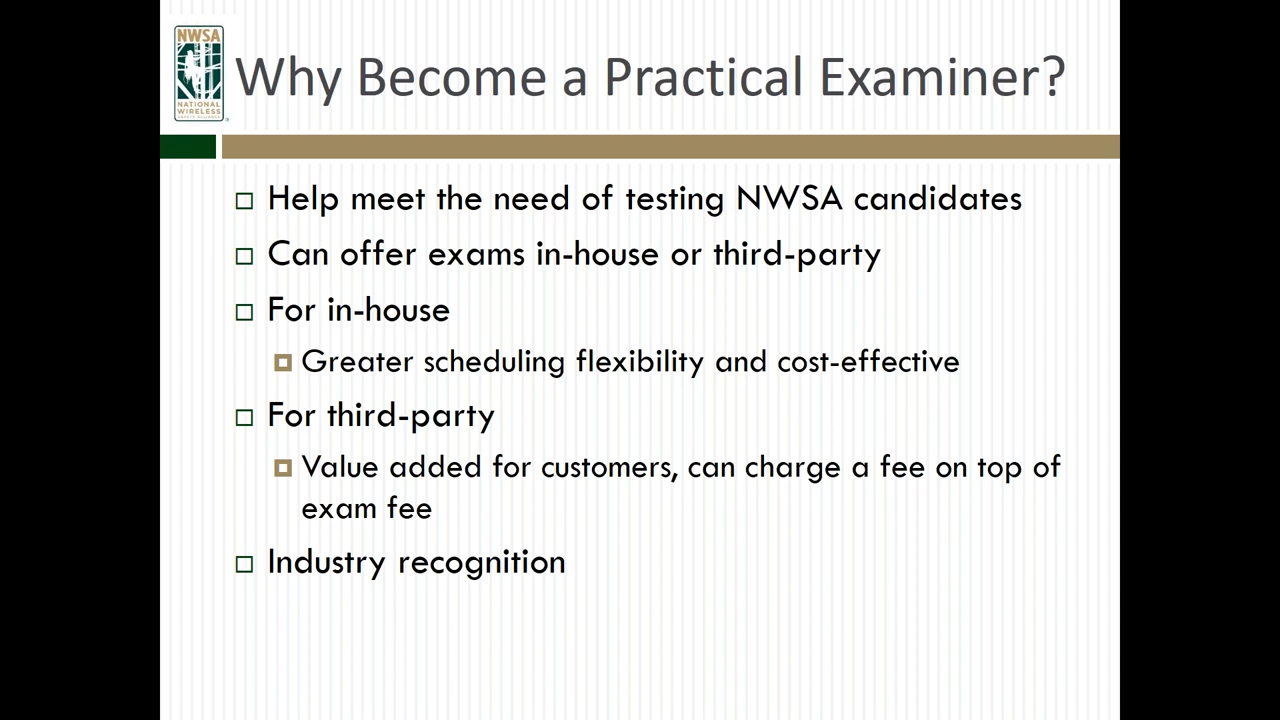 NWSA
NATIONAL
WIRELESS
SAFETY ALLIANCE
Why Become a Practical Examiner?
Help meet the need of testing NWSA candidates
Can offer exams in-house or third-party
For in-house
Greater scheduling flexibility and cost-effective
For third-party
Value added for customers, can charge a fee on top of
exam fee
Industry recognition